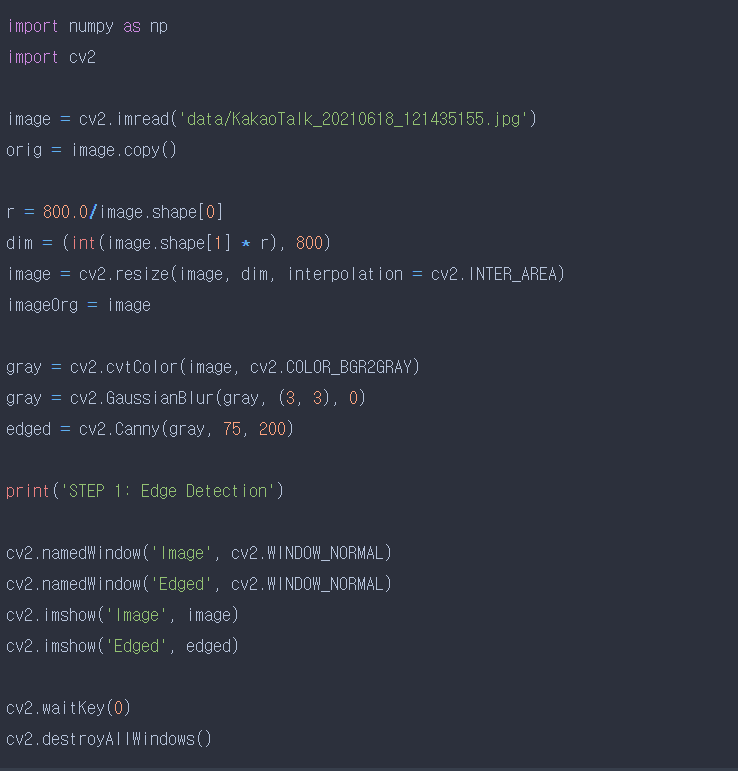 import numpy as np
import cv2
image = cv2.imread('data/KakaoTalk_20210618_121435155.jpg')
orig = image.copy()
r = 800.0/image.shape[0]
dim = (int(image.shape[1] * r), 800)
image = cv2.resize(image, dim, interpolation = cv2.INTER_AREA)
imageOrg = image
gray = cv2.cvtColor(image, cv2.COLOR_BGR2GRAY)
gray = cv2.GaussianBlur(gray, (3, 3), 0)
edged = cv2.Canny(gray, 75, 200)
print('STEP 1: Edge Detection')
cv2.namedWindow('Image', cv2.WINDOW_NORMAL)
cv2.namedWindow('Edged', cv2.WINDOW_NORMAL)
cv2.imshow('Image', image)
cv2.imshow('Edged', edged)
cv2.waitKey(0)
cv2.destroyAllWindows()